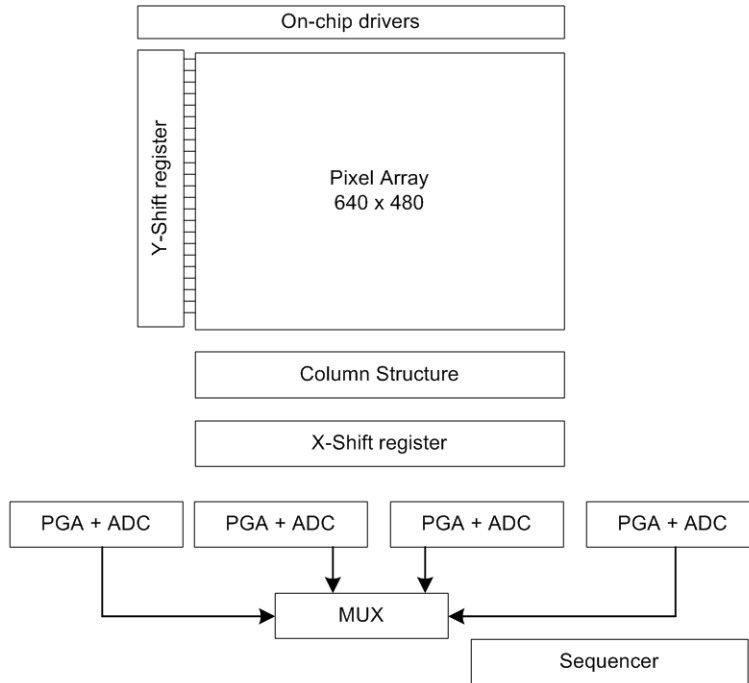 On-chip drivers
Y-Shift register
Pixel Array
640 x 480
Column Structure
X-Shift register
PGA + ADC
PGA + ADC
PGA + ADC
PGA + ADC
MUX
Sequencer